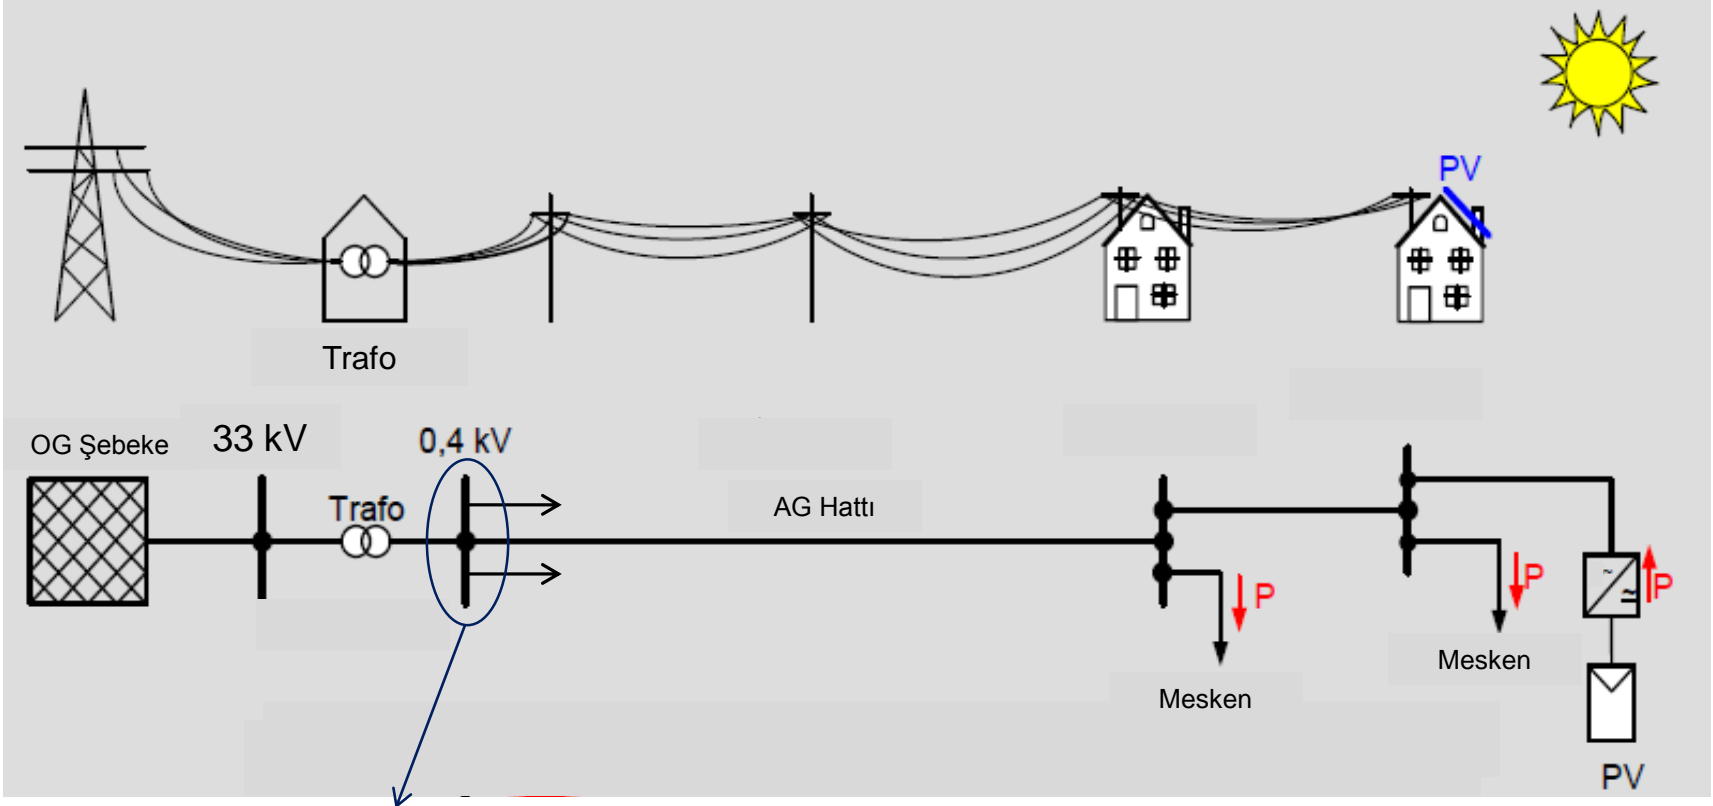 PV
Trafo
OG Şebeke
33 kV
0,4 kV
Trafo
AG Hattı
P
P
P
Mesken
Mesken
PV